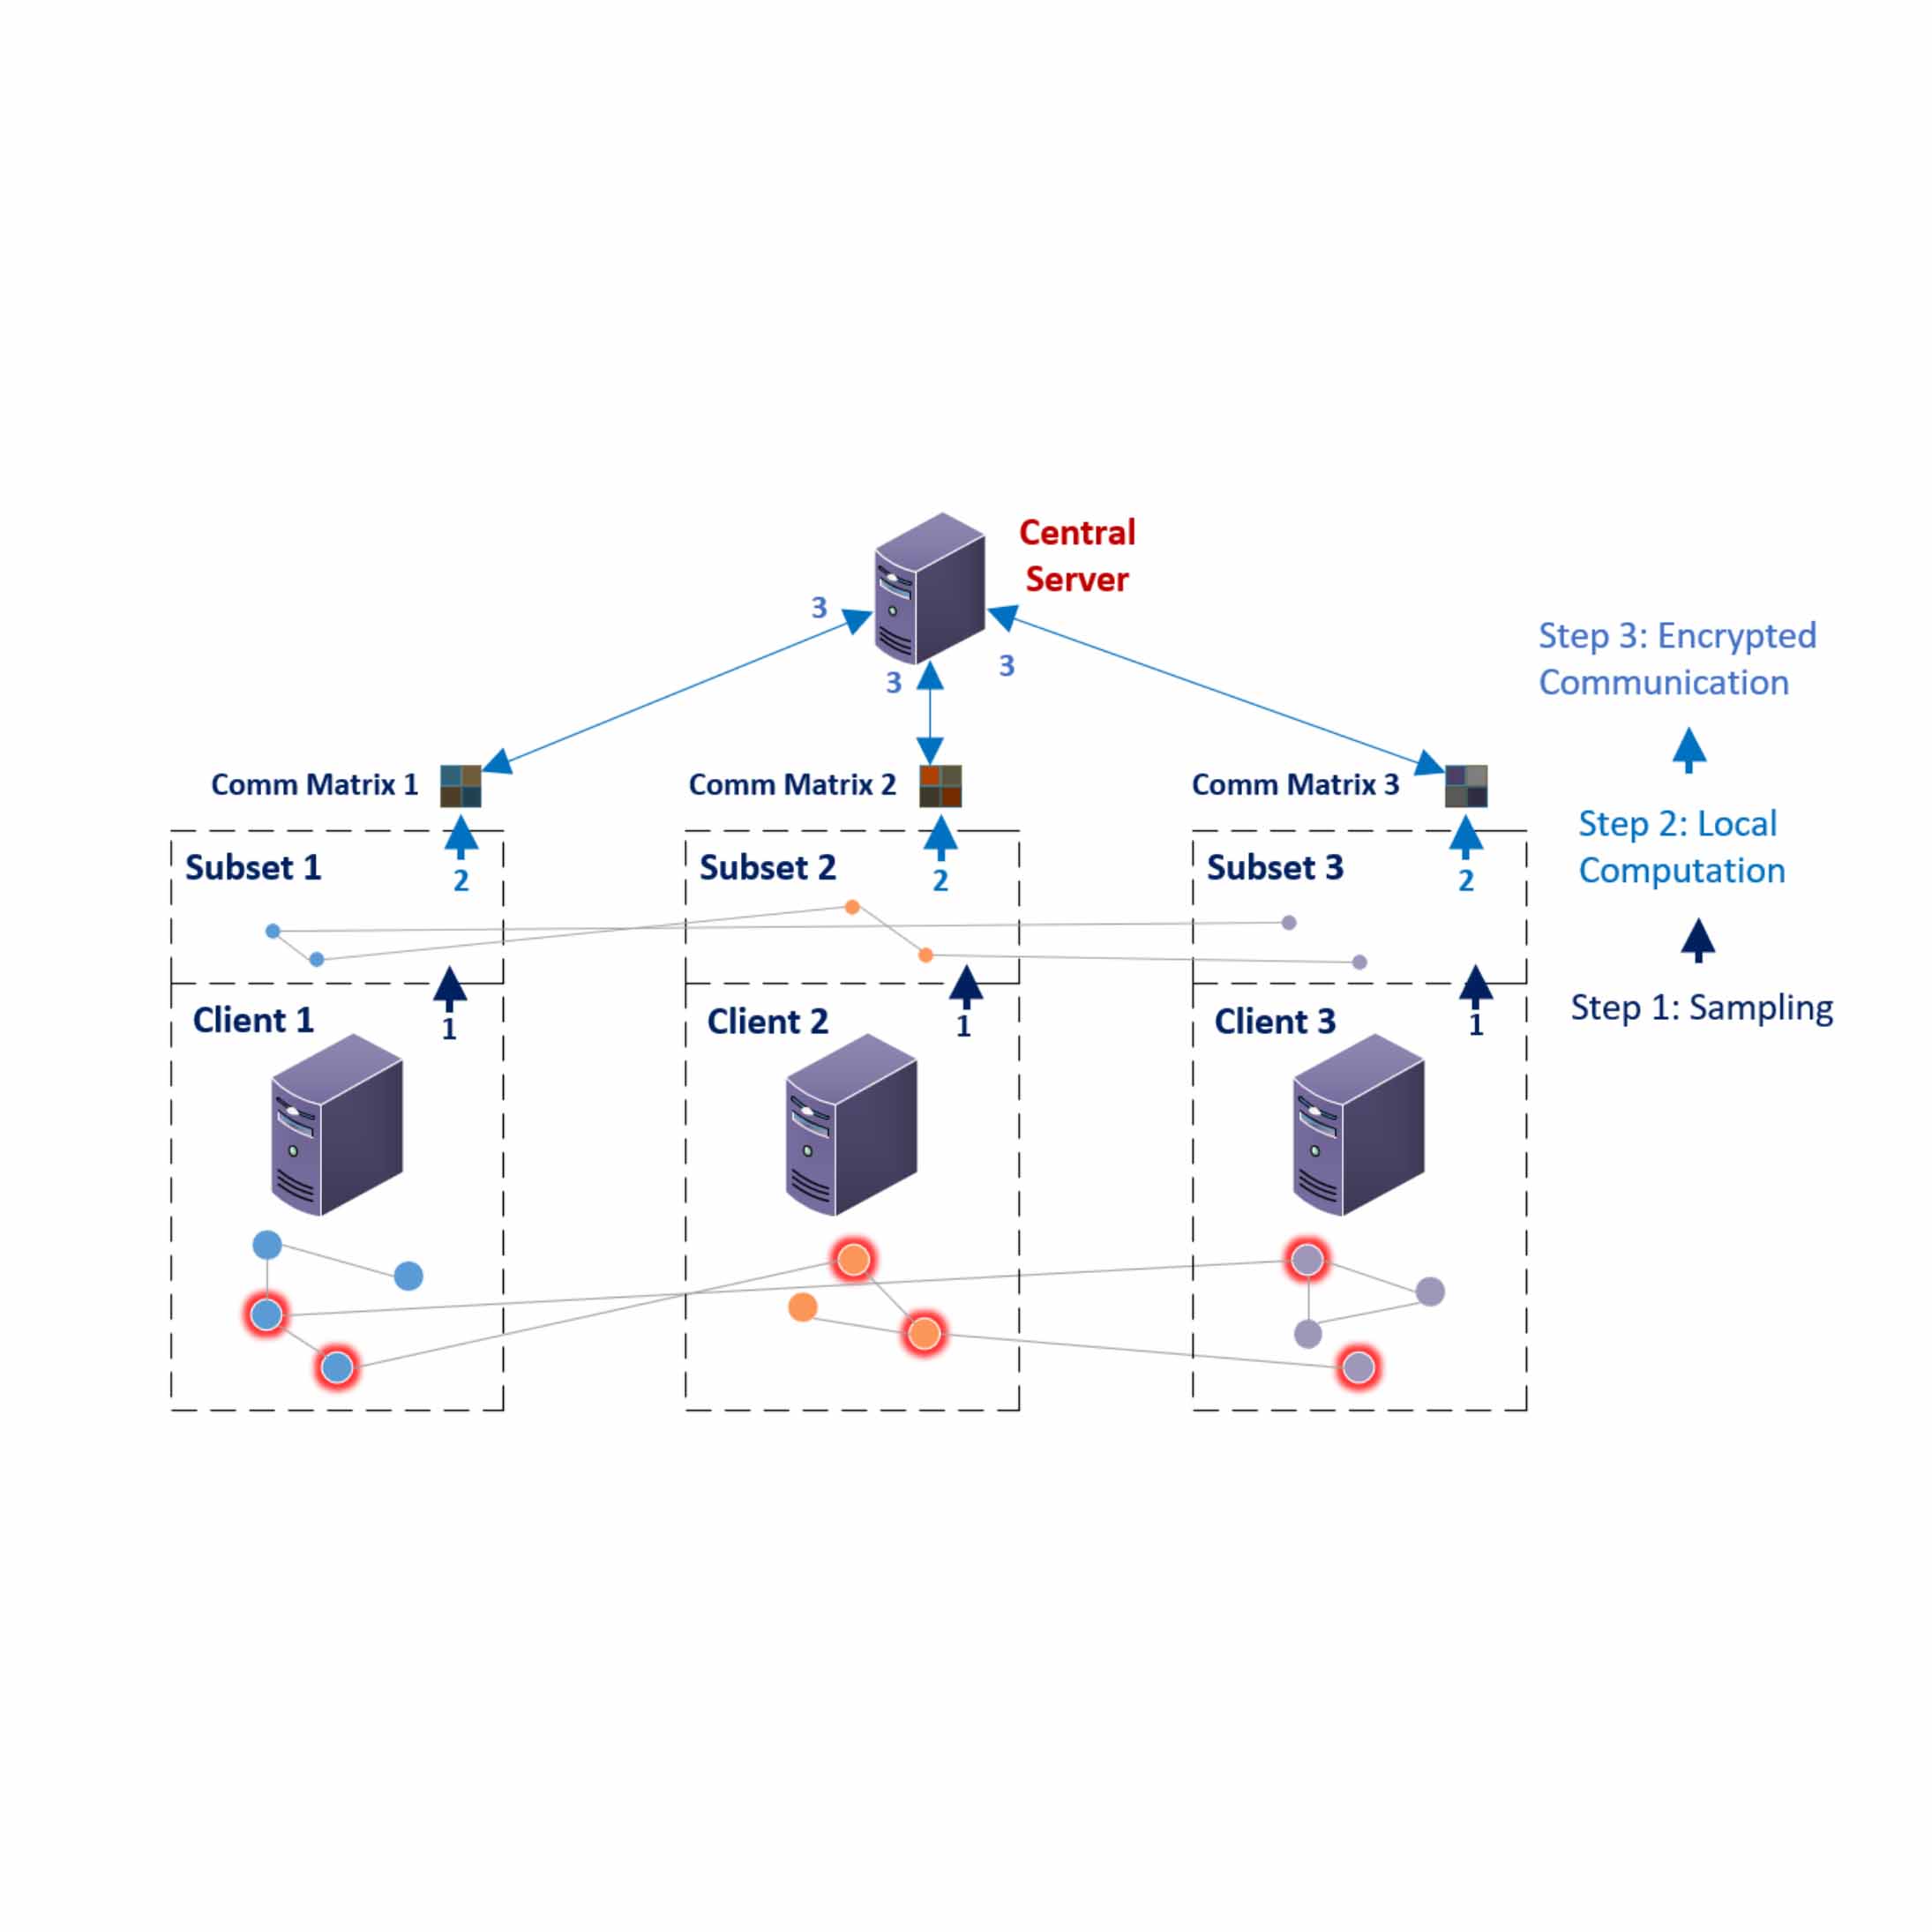 Central
Server
3
3
3
Step 3: Encrypted
Communication
Comm Matrix 1
Comm Matrix 2
Comm Matrix 3
Step 2: Local
Computation
Subset 1
2
Subset 2
2
Subset 3
2
Step 1: Sampling
Client 1
1
Client 2
1
Client 3
1